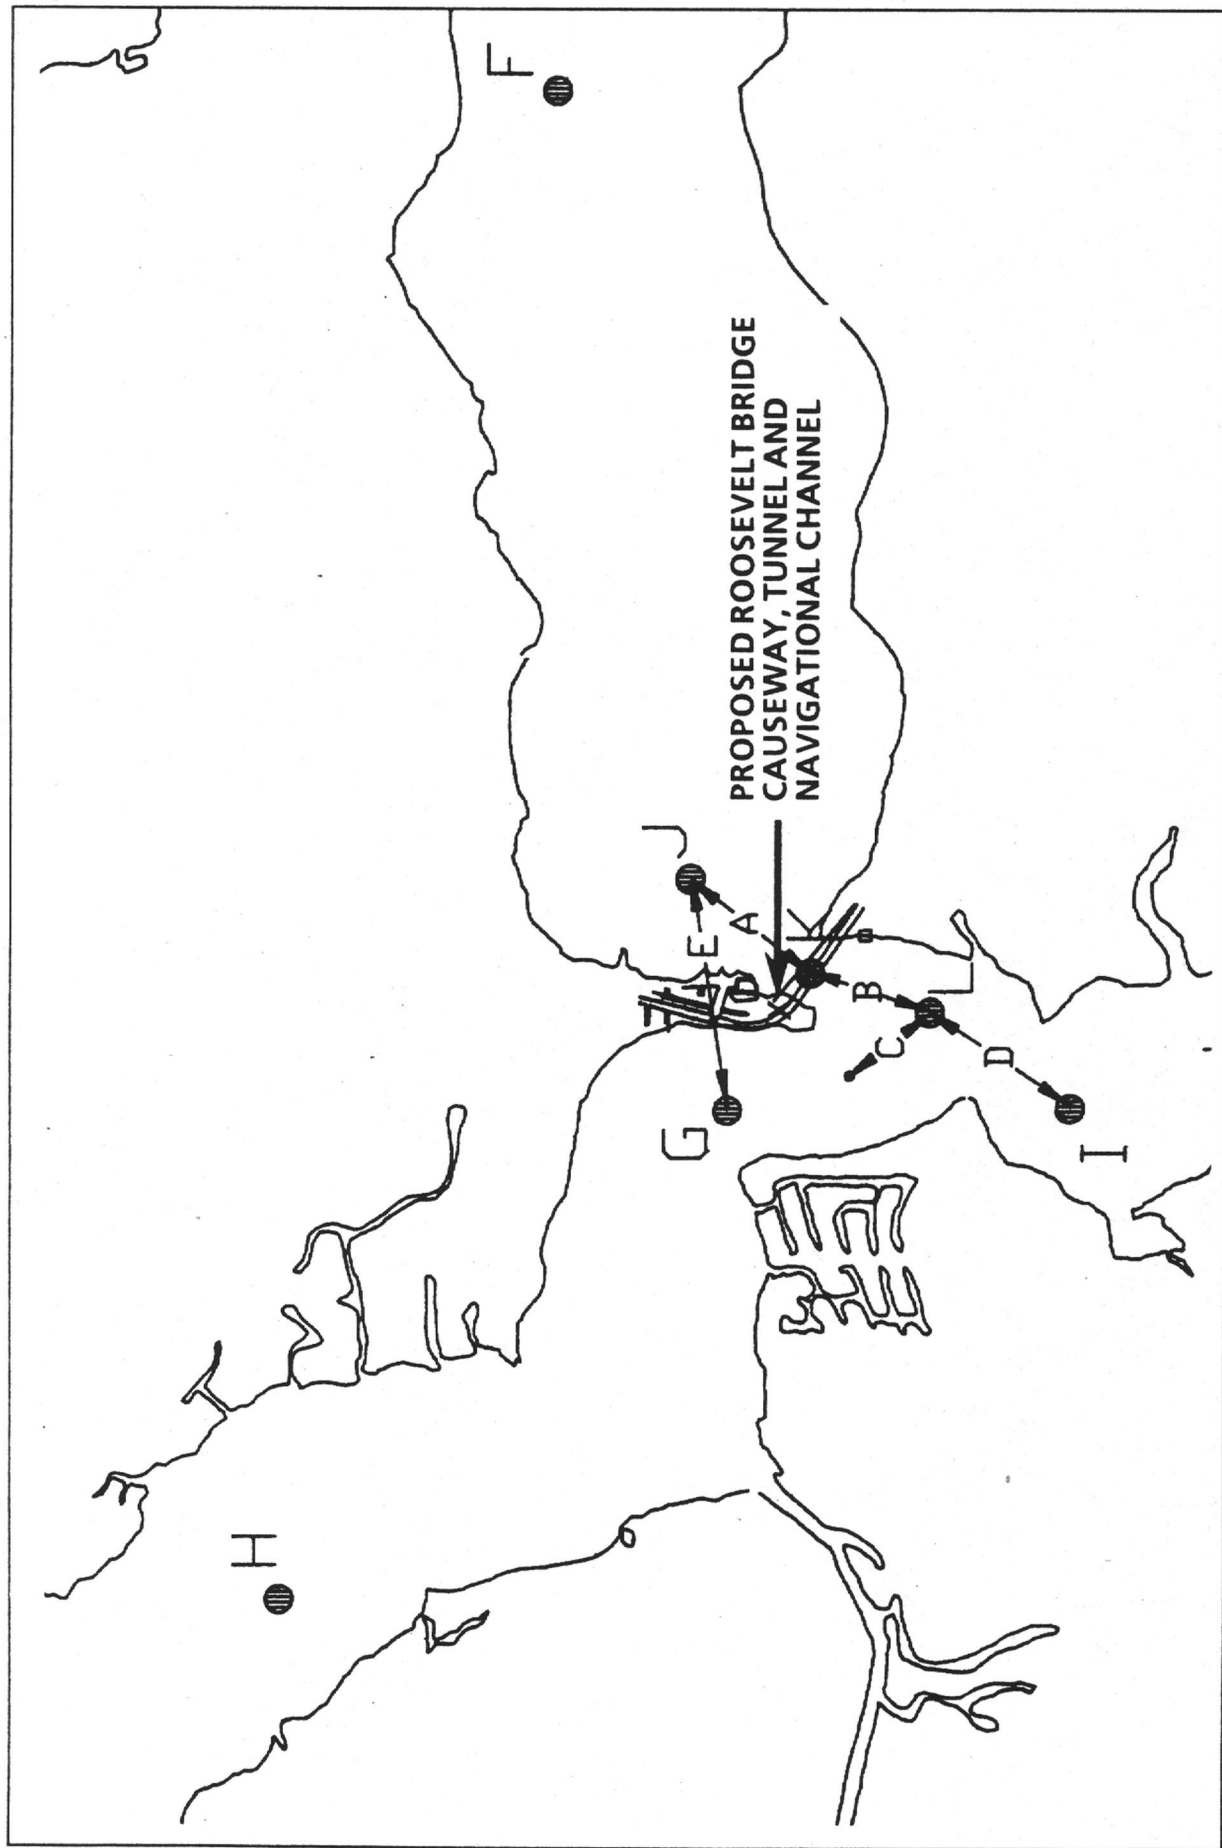 F
PROPOSED ROOSEVELT BRIDGE
CAUSEWAY, TUNNEL AND
NAVIGATIONAL CHANNEL
J
A
E
K
B
L
C
D
G
I
H